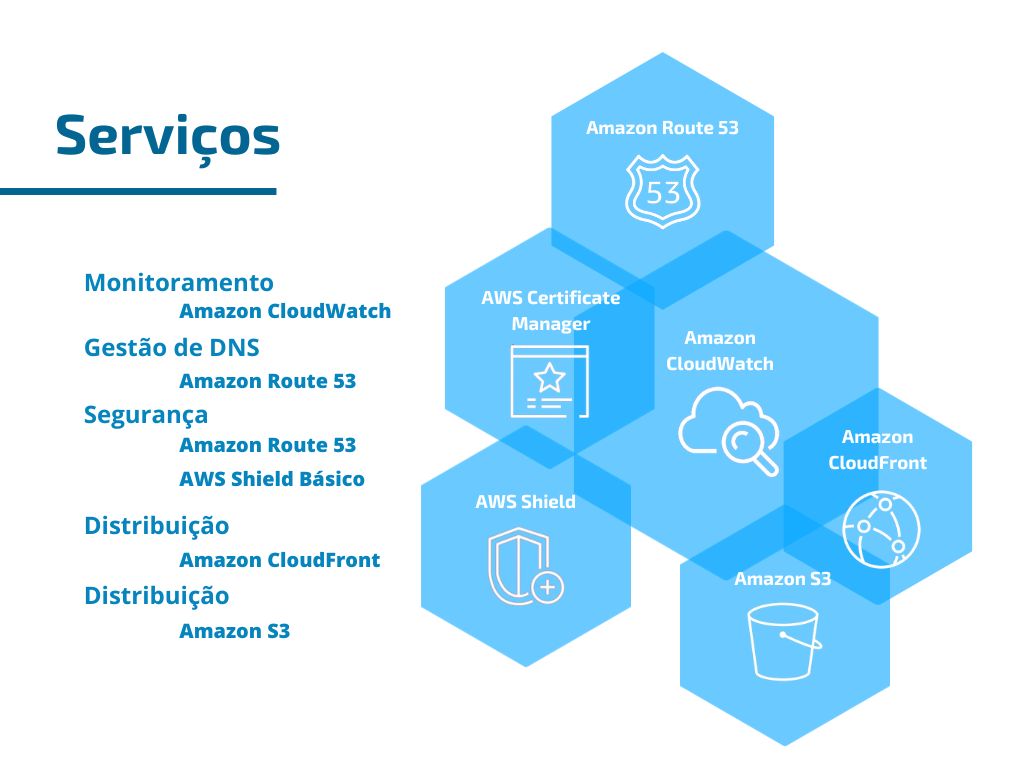 Serviços
Monitoramento
Amazon CloudWatch
Gestão de DNS
Amazon Route 53
Segurança
Amazon Route 53
AWS Shield Básico
Distribuição
Amazon CloudFront
Distribuição
Amazon S3
Amazon Route 53
53
AWS Certificate
Manager
Amazon
CloudWatch
Amazon
CloudFront
AWS Shield
Amazon S3